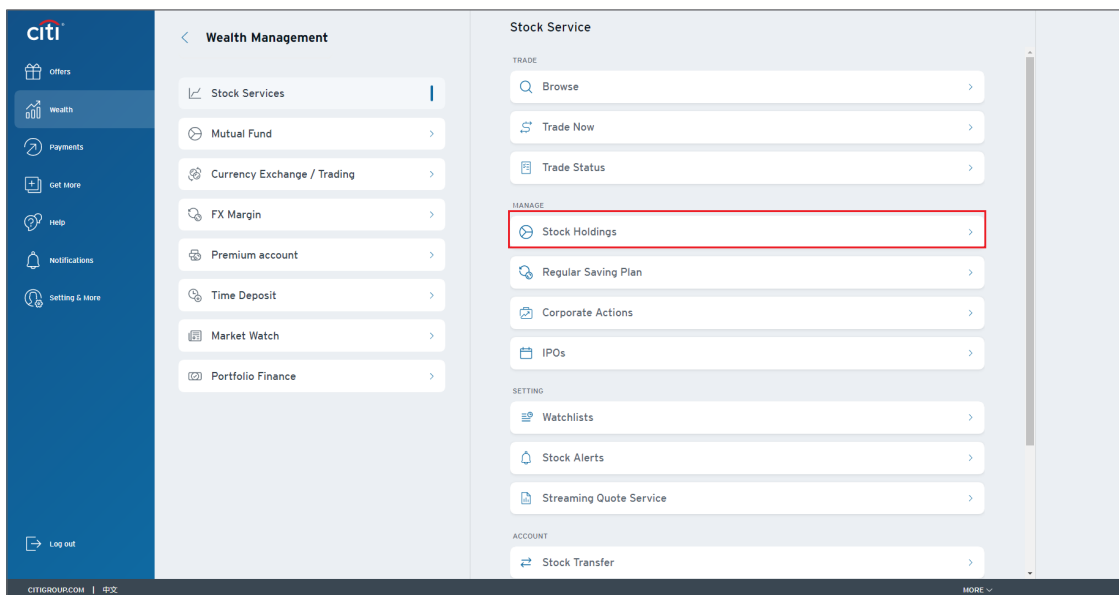 citi
Offers
Wealth
Payments
Get More
Help
Notifications
Setting & More
Log out
Wealth Management
Stock Services
Mutual Fund
Currency Exchange / Trading
FX Margin
Premium account
Time Deposit
Market Watch
Portfolio Finance
Stock Service
TRADE
Browse
Trade Now
Trade Status
MANAGE
Stock Holdings
Regular Saving Plan
Corporate Actions
IPOs
SETTING
Watchlists
Stock Alerts
Streaming Quote Service
ACCOUNT
Stock Transfer
CITIGROUP.COM | 中文
MORE